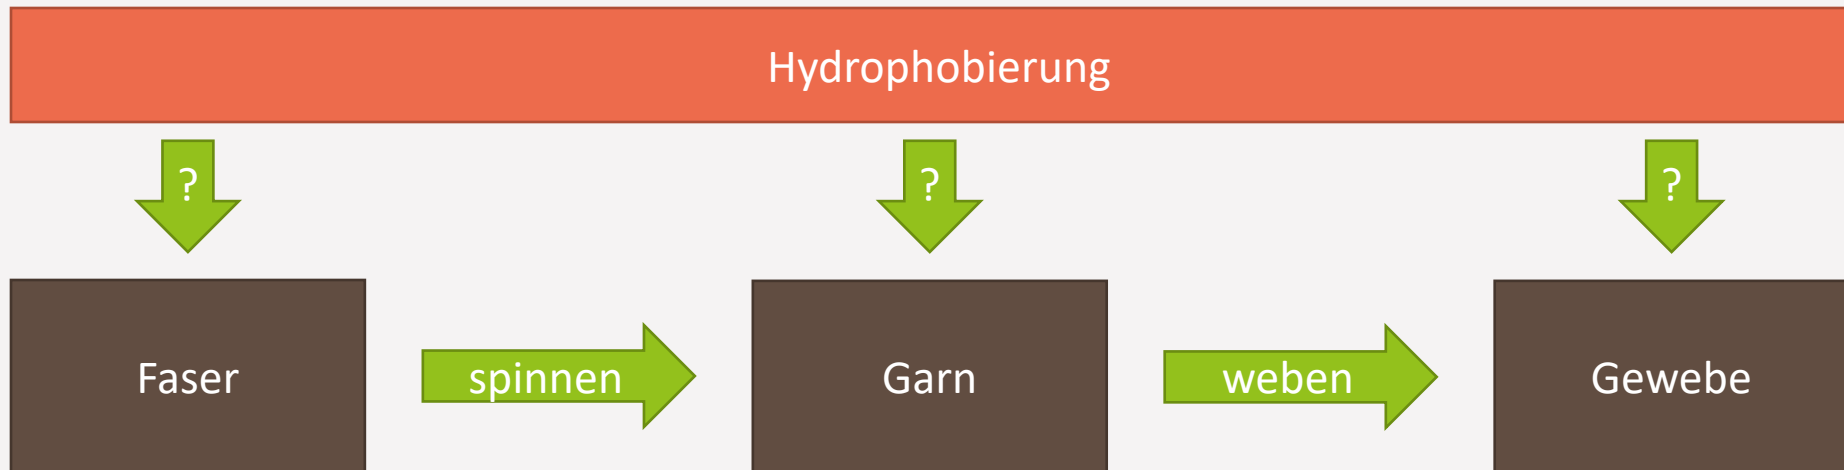 Hydrophobierung
?
?
?
Faser
spinnen
Garn
weben
Gewebe